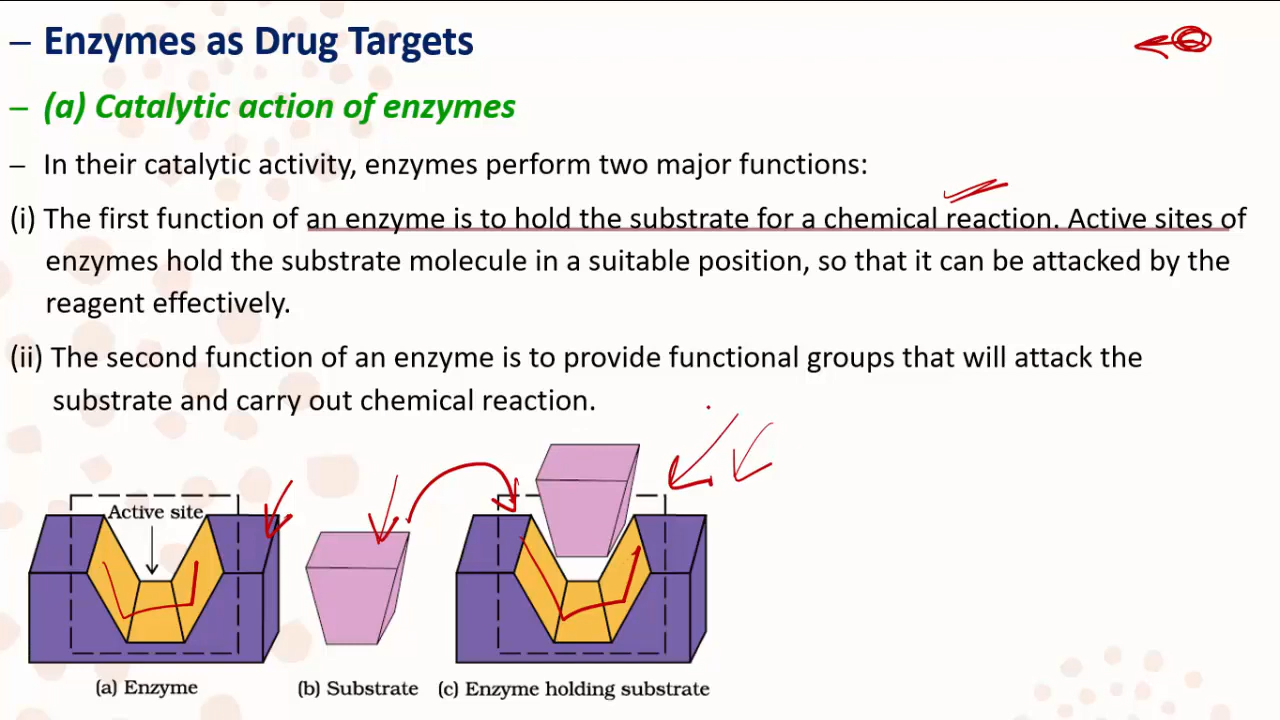 – Enzymes as Drug Targets
– (a) Catalytic action of enzymes
– In their catalytic activity, enzymes perform two major functions:
(i) The first function of an enzyme is to hold the substrate for a chemical reaction. Active sites of
enzymes hold the substrate molecule in a suitable position, so that it can be attacked by the
reagent effectively.
(ii) The second function of an enzyme is to provide functional groups that will attack the
substrate and carry out chemical reaction.
Active site
(a) Enzyme
(b) Substrate
(c) Enzyme holding substrate